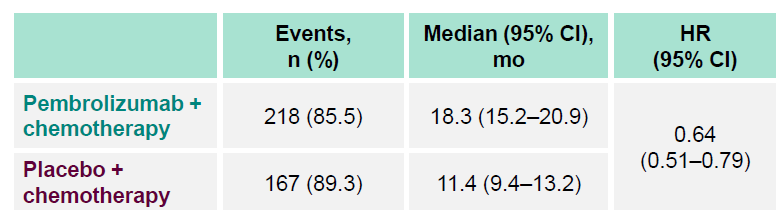 Events,
n (%)
Median (95% CI),
mo
HR
(95% CI)
Pembrolizumab +
chemotherapy
218 (85.5)
18.3 (15.2–20.9)
0.64
(0.51–0.79)
Placebo +
chemotherapy
167 (89.3)
11.4 (9.4–13.2)